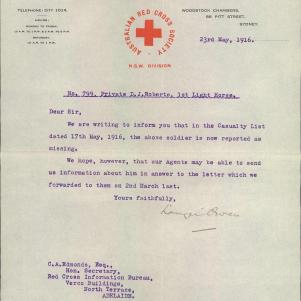 TELEPHONE: CITY 1034.
WOODSTOCK CHAMBERS,
88 PITT STREET,
SYDNEY.
AUSTRALIAN RED CROSS SOCIETY
N.S.W. DIVISION
23rd May, 1916.
No. 799, Private L.J.Roberts, 1st Light Horse.
Dear Sir,
We are writing to inform you that in the Casualty List
dated 17th May, 1916, the above soldier is now reported as
missing.
We hope, however, that our Agents may be able to send
us information about him in answer to the letter which we
forwarded to them on 2nd March last.
Yours faithfully,
C.A.Edmonds, Esq.,
Hon. Secretary,
Red Cross Information Bureau,
Verco Buildings,
North Terrace,
ADELAIDE.